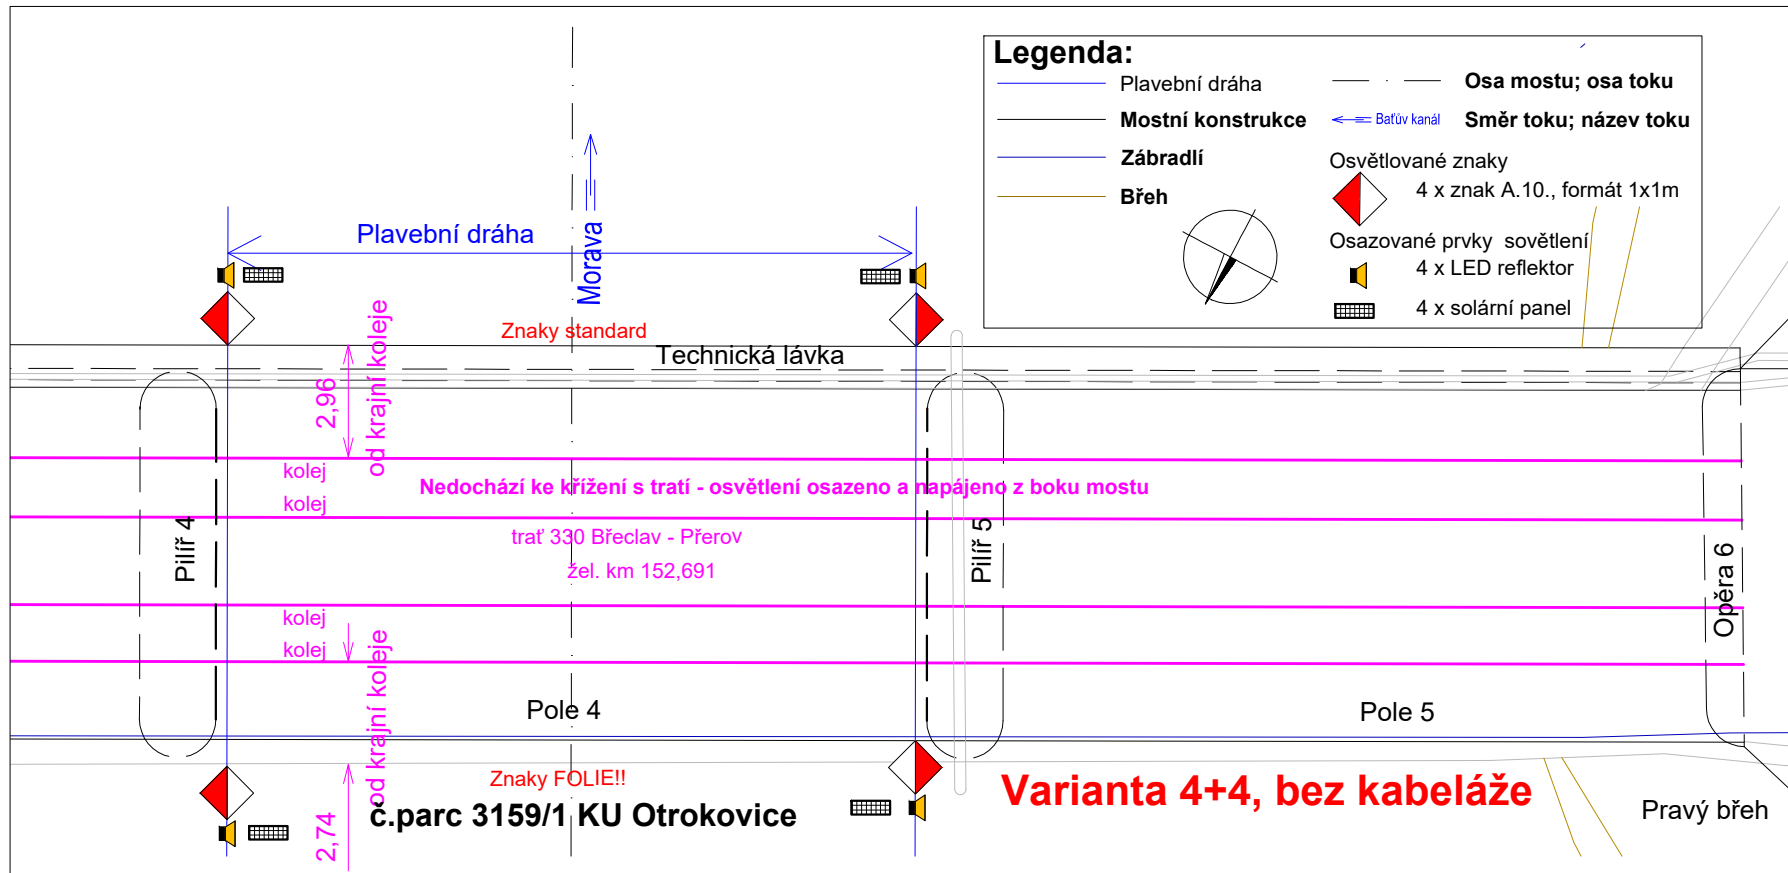 Legenda:
Plavební dráha
Mostní konstrukce
Zábradlí
Břeh
Osa mostu; osa toku
Baťův kanál
Směr toku; název toku
Osvětlované znaky
4 x znak A.10., formát 1x1m
Osazované prvky sovětlení
4 x LED reflektor
4 x solární panel
Plavební dráha
Morava
Znaky standard
Technická lávka
2,96
od krajní koleje
kolej
kolej
Nedochází ke křížení s tratí - osvětlení osazeno a napájeno z boku mostu
trať 330 Břeclav - Přerov
žel. km 152,691
Pilíř 4
Pilíř 5
Opěra 6
kolej
kolej
od krajní koleje
2,74
Pole 4
Pole 5
Znaky FOLIE!!
č.parc 3159/1 KU Otrokovice
Varianta 4+4, bez kabeláže
Pravý břeh